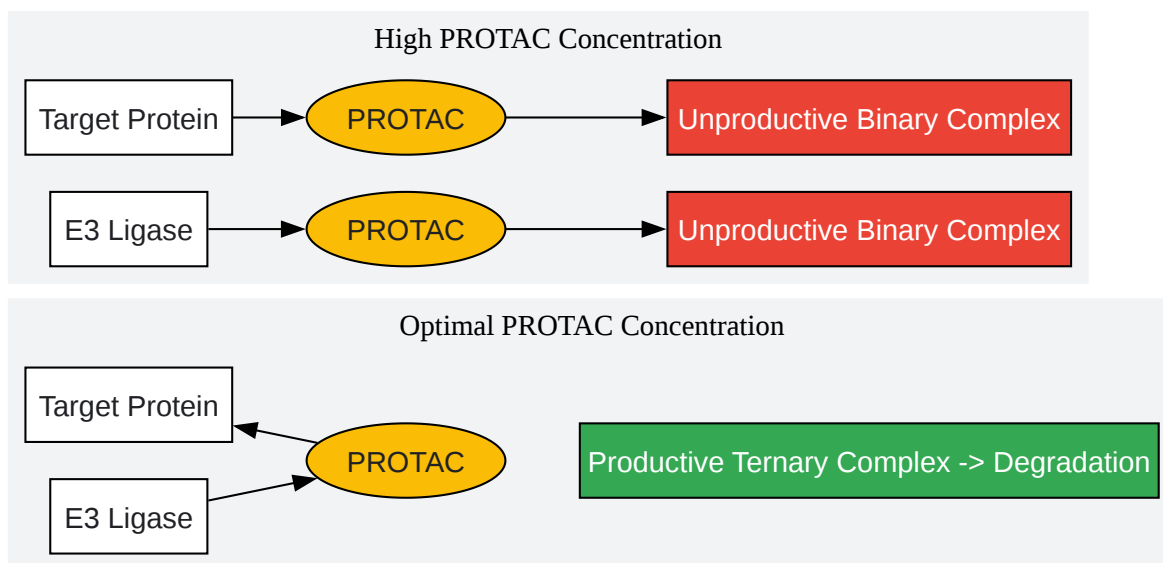 High PROTAC Concentration
Target Protein
PROTAC
Unproductive Binary Complex
E3 Ligase
PROTAC
Unproductive Binary Complex
Optimal PROTAC Concentration
Target Protein
E3 Ligase
PROTAC
Productive Ternary Complex -> Degradation